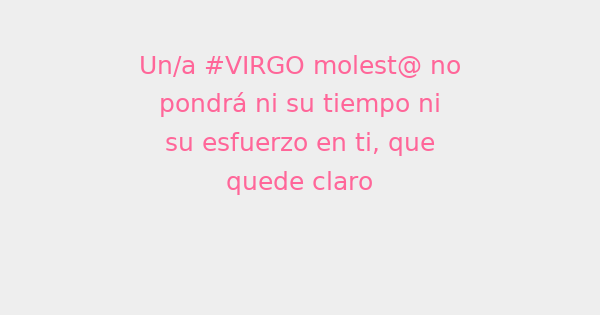 Un/a #VIRGO molest@ no
pondrá ni su tiempo ni
su esfuerzo en ti, que
quede claro